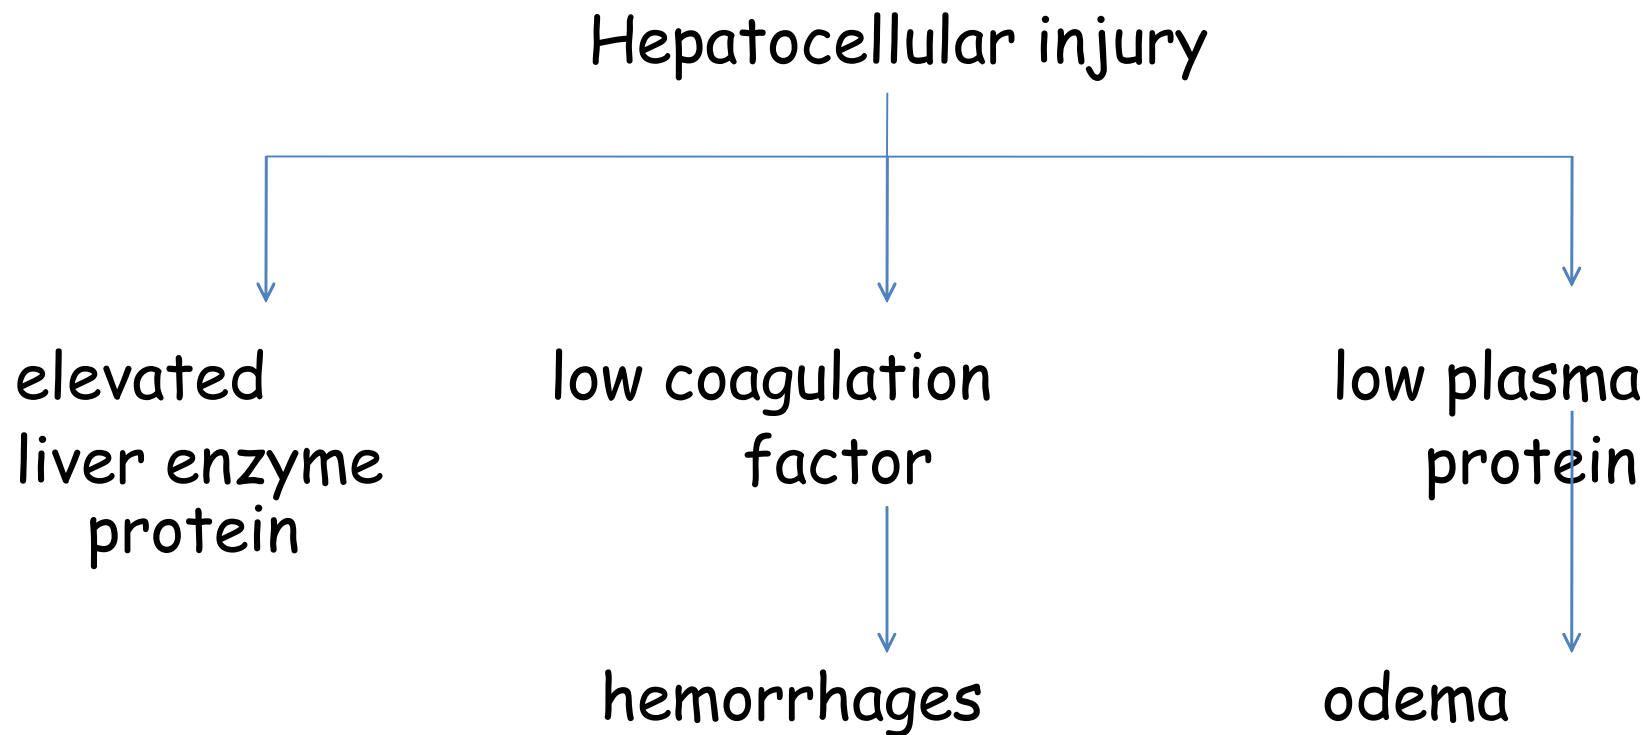 Hepatocellular injury
elevated
liver enzyme
protein
low coagulation
factor
low plasma
protein
hemorrhages
odema